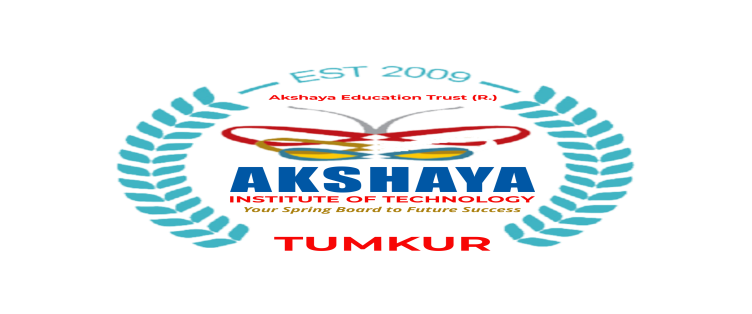 EST 2009
Akshaya Education Trust (R.)
AKSHAYA
INSTITUTE OF TECHNOLOGY
Your Spring Board to Future Success
TUMKUR